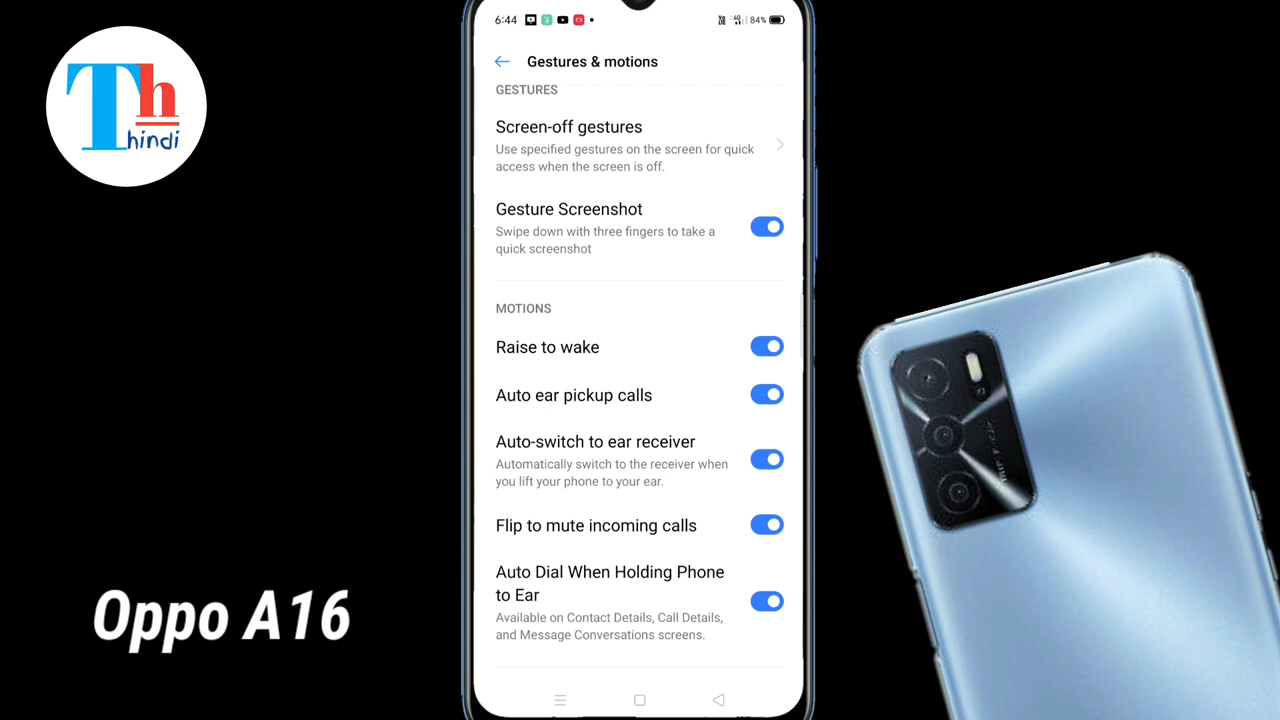 Th
hindi
6:44
84%
Gestures & motions
GESTURES
Screen-off gestures
Use specified gestures on the screen for quick
access when the screen is off.
Gesture Screenshot
Swipe down with three fingers to take a
quick screenshot
MOTIONS
Raise to wake
Auto ear pickup calls
Auto-switch to ear receiver
Automatically switch to the receiver when
you lift your phone to your ear.
Flip to mute incoming calls
Auto Dial When Holding Phone
to Ear
Available on Contact Details, Call Details,
and Message Conversations screens.
Oppo A16